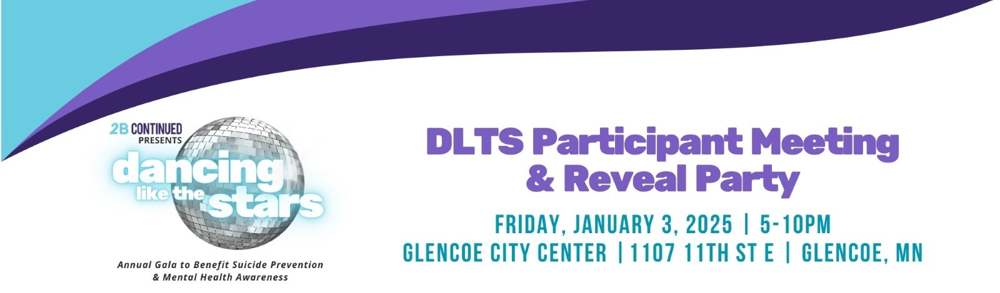 2B CONTINUED
PRESENTS
dancing
like the
stars
Annual Gala to Benefit Suicide Prevention
& Mental Health Awareness
DLTS Participant Meeting
& Reveal Party
FRIDAY, JANUARY 3, 2025 | 5-10PM
GLENCOE CITY CENTER | 1107 11TH ST E | GLENCOE, MN